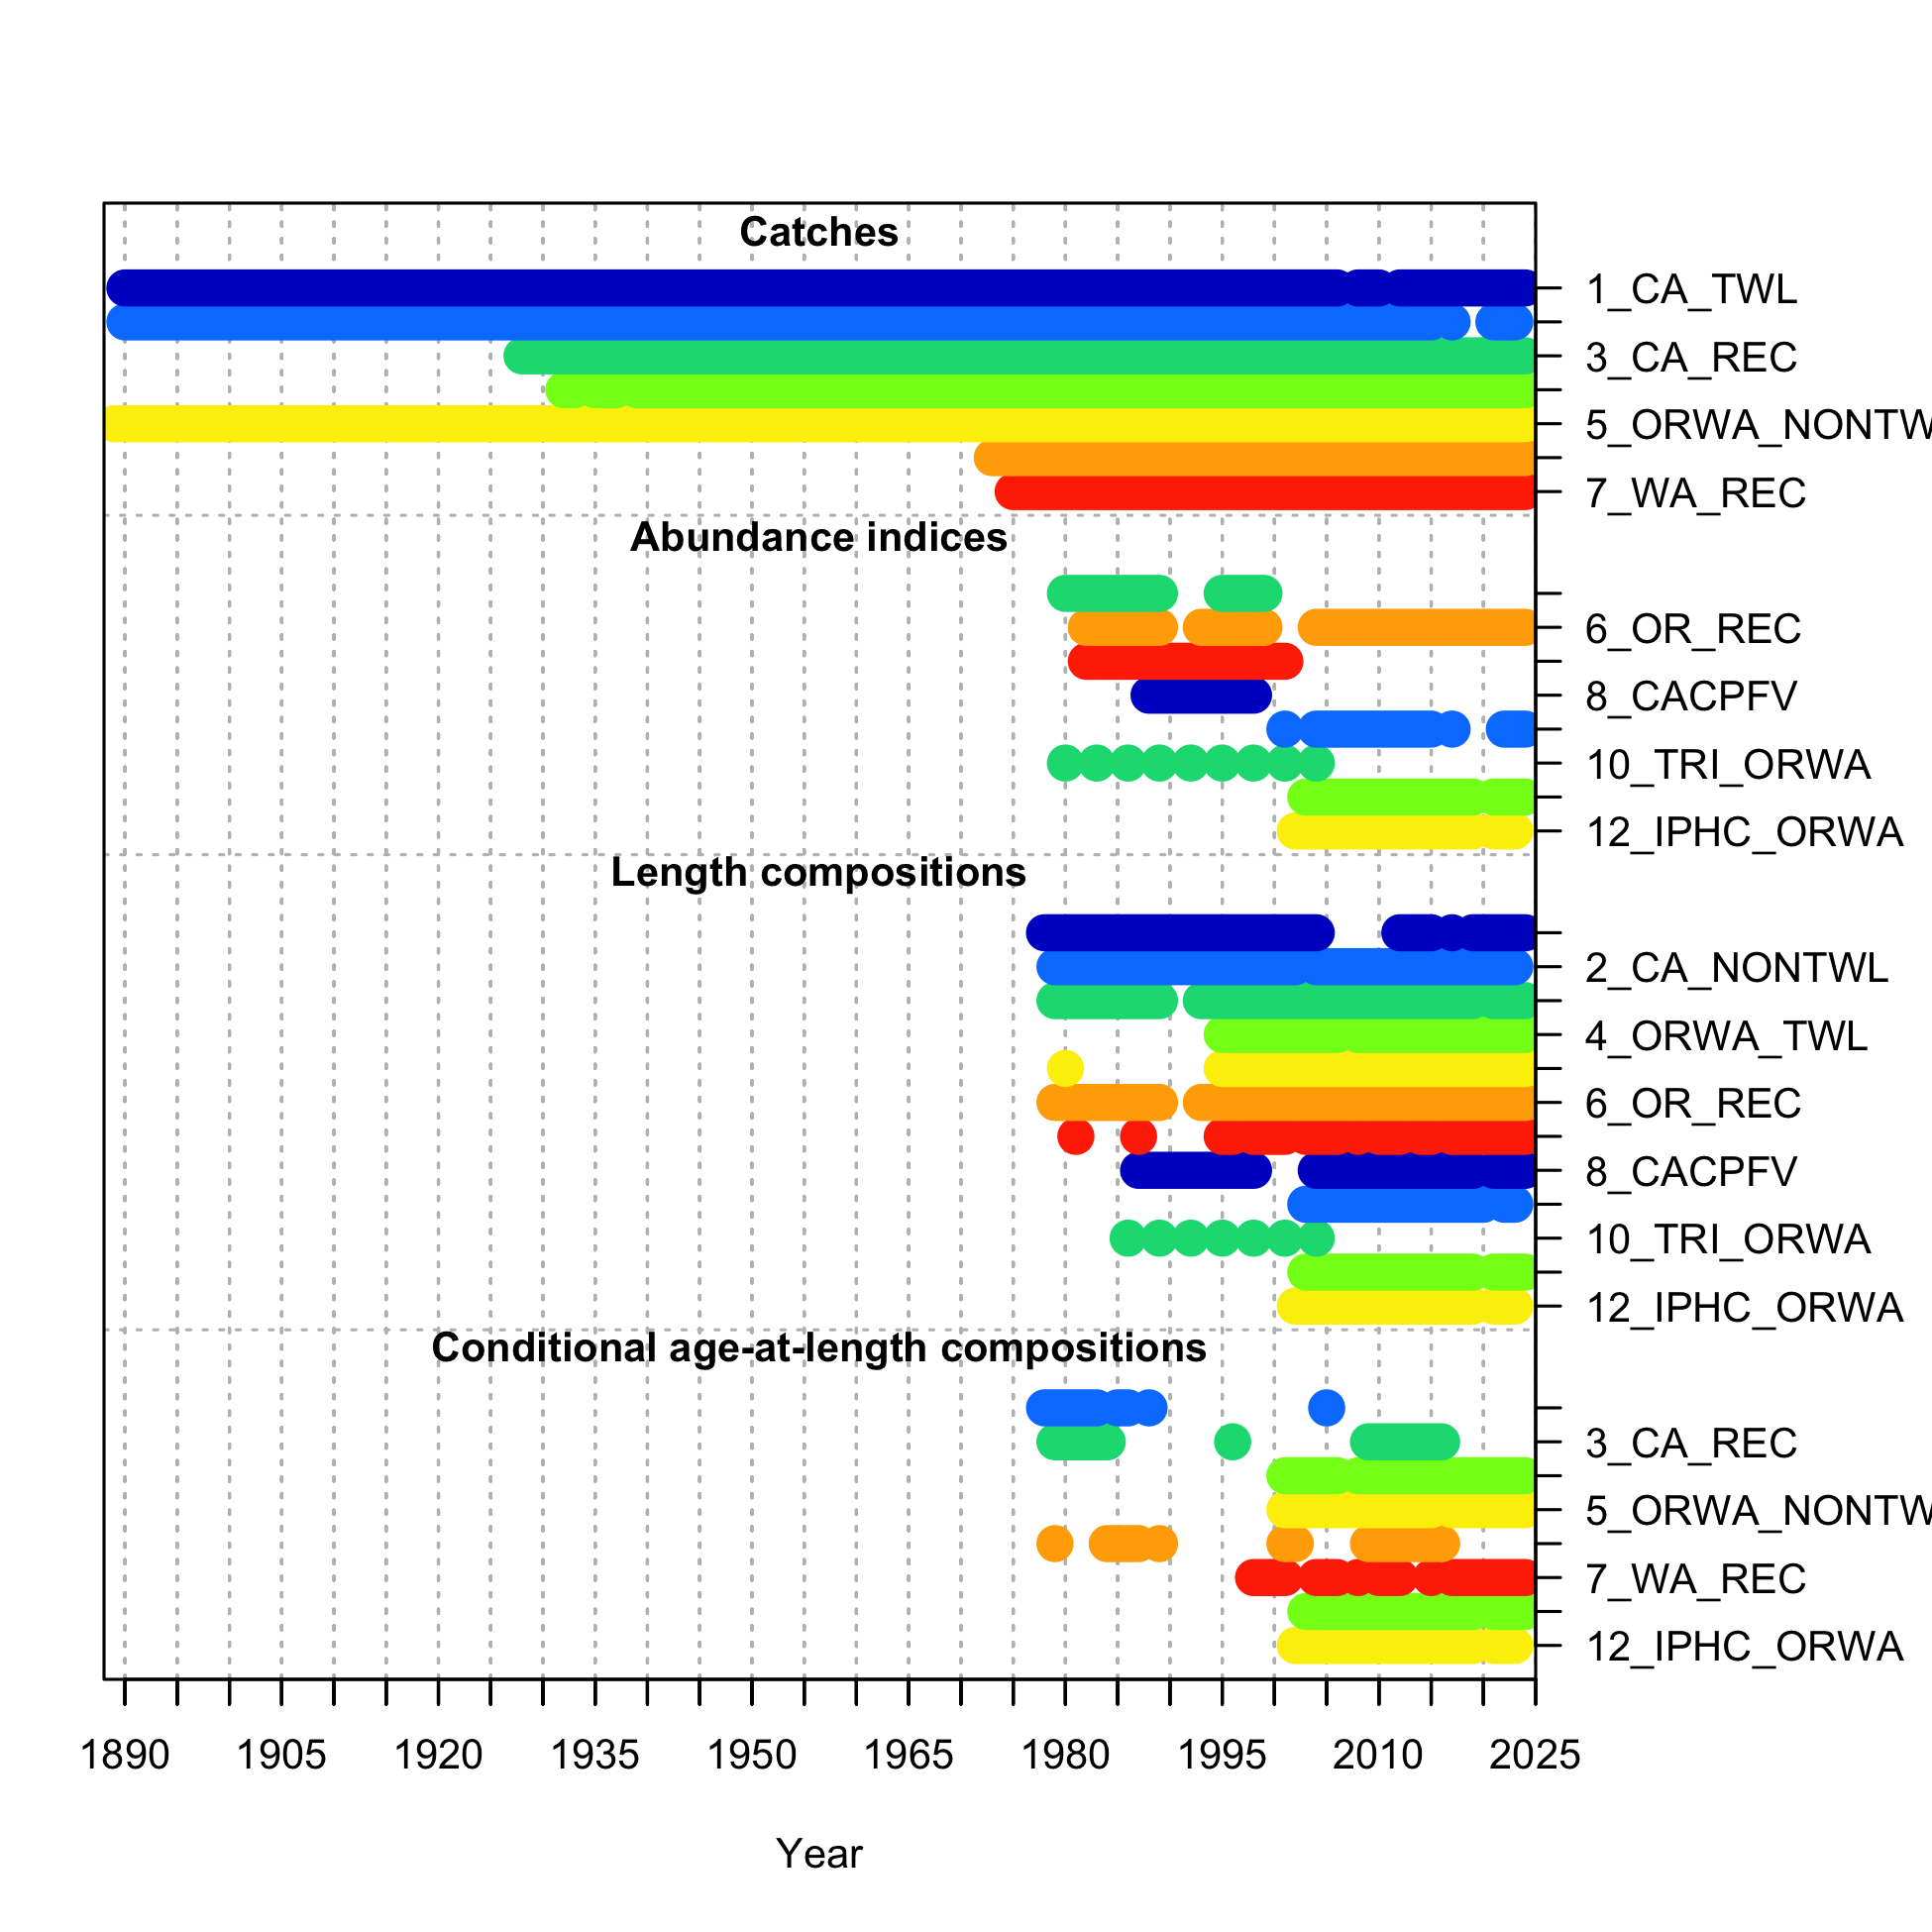 Catches
1_CA_TWL
3_CA_REC
5_ORWA_NONTW
7_WA_REC
Abundance indices
6_OR_REC
8_CACPFV
10_TRI_ORWA
12_IPHC_ORWA
Length compositions
2_CA_NONTWL
4_ORWA_TWL
6_OR_REC
8_CACPFV
10_TRI_ORWA
12_IPHC_ORWA
Conditional age-at-length compositions
3_CA_REC
5_ORWA_NONTW
7_WA_REC
12_IPHC_ORWA
1890 1905 1920 1935 1950 1965 1980 1995 2010 2025
Year